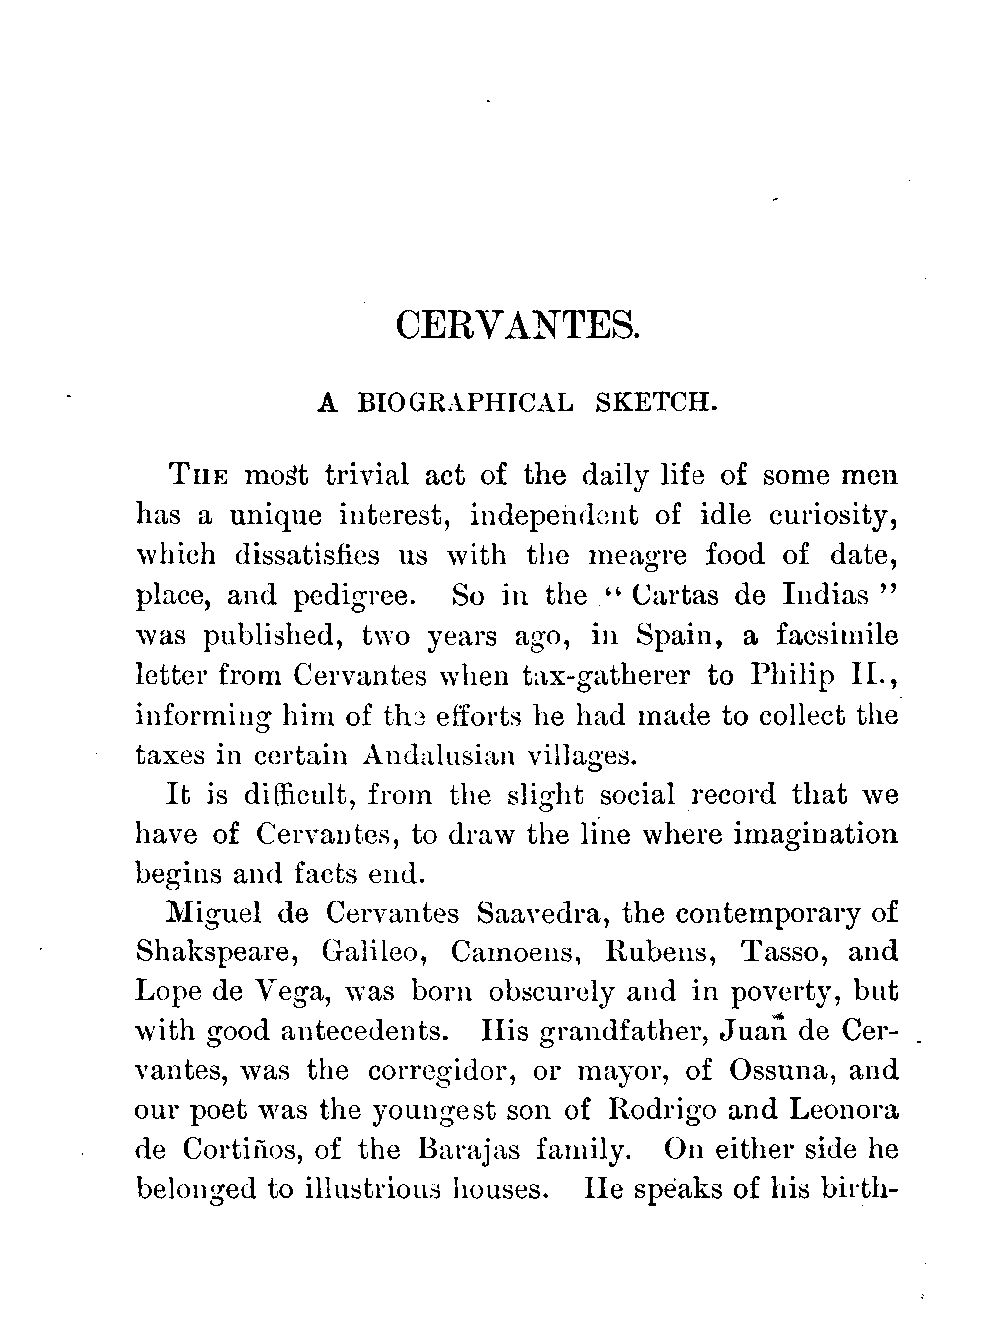 CERVANTES.
A BIOGRAPHICAL SKETCH.
THE most trivial act of the daily life of some men
has a unique interest, independent of idle curiosity,
which dissatisfies us with the meagre food of date,
place, and pedigree. So in the “Cartas de Indias”
was published, two years ago, in Spain, a facsimile
letter from Cervantes when tax-gatherer to Philip II.,
informing him of the efforts he had made to collect the
taxes in certain Andalusian villages.
It is difficult, from the slight social record that we
have of Cervantes, to draw the line where imagination
begins and facts end.
Miguel de Cervantes Saavedra, the contemporary of
Shakspeare, Galileo, Camoens, Rubens, Tasso, and
Lope de Vega, was born obscurely and in poverty, but
with good antecedents. His grandfather, Juan de Cer-
vantes, was the corregidor, or mayor, of Ossuna, and
our poet was the youngest son of Rodrigo and Leonora
de Cortiños, of the Barajas family. On either side he
belonged to illustrious houses. He speaks of his birth-